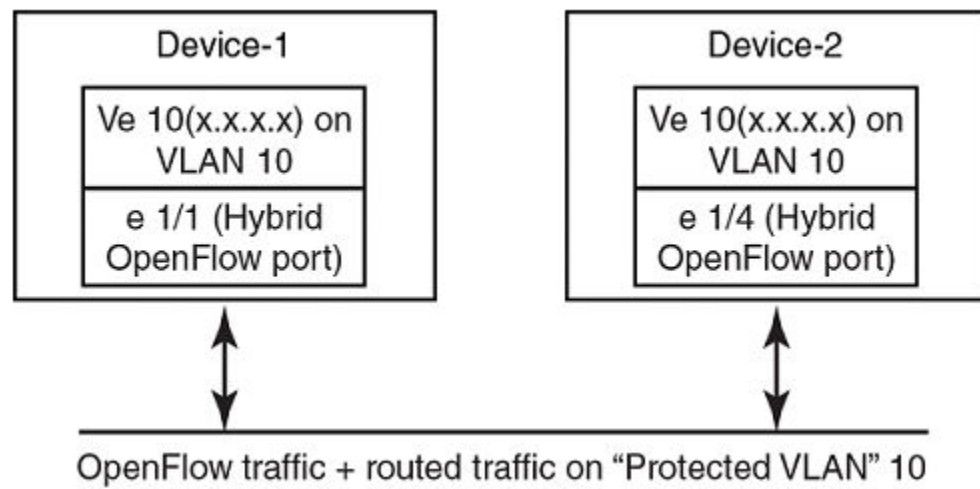 Device-1
Ve 10(x.x.x.x) on
VLAN 10
e 1/1 (Hybrid
OpenFlow port)
Device-2
Ve 10(x.x.x.x) on
VLAN 10
e 1/4 (Hybrid
OpenFlow port)
OpenFlow traffic + routed traffic on “Protected VLAN” 10